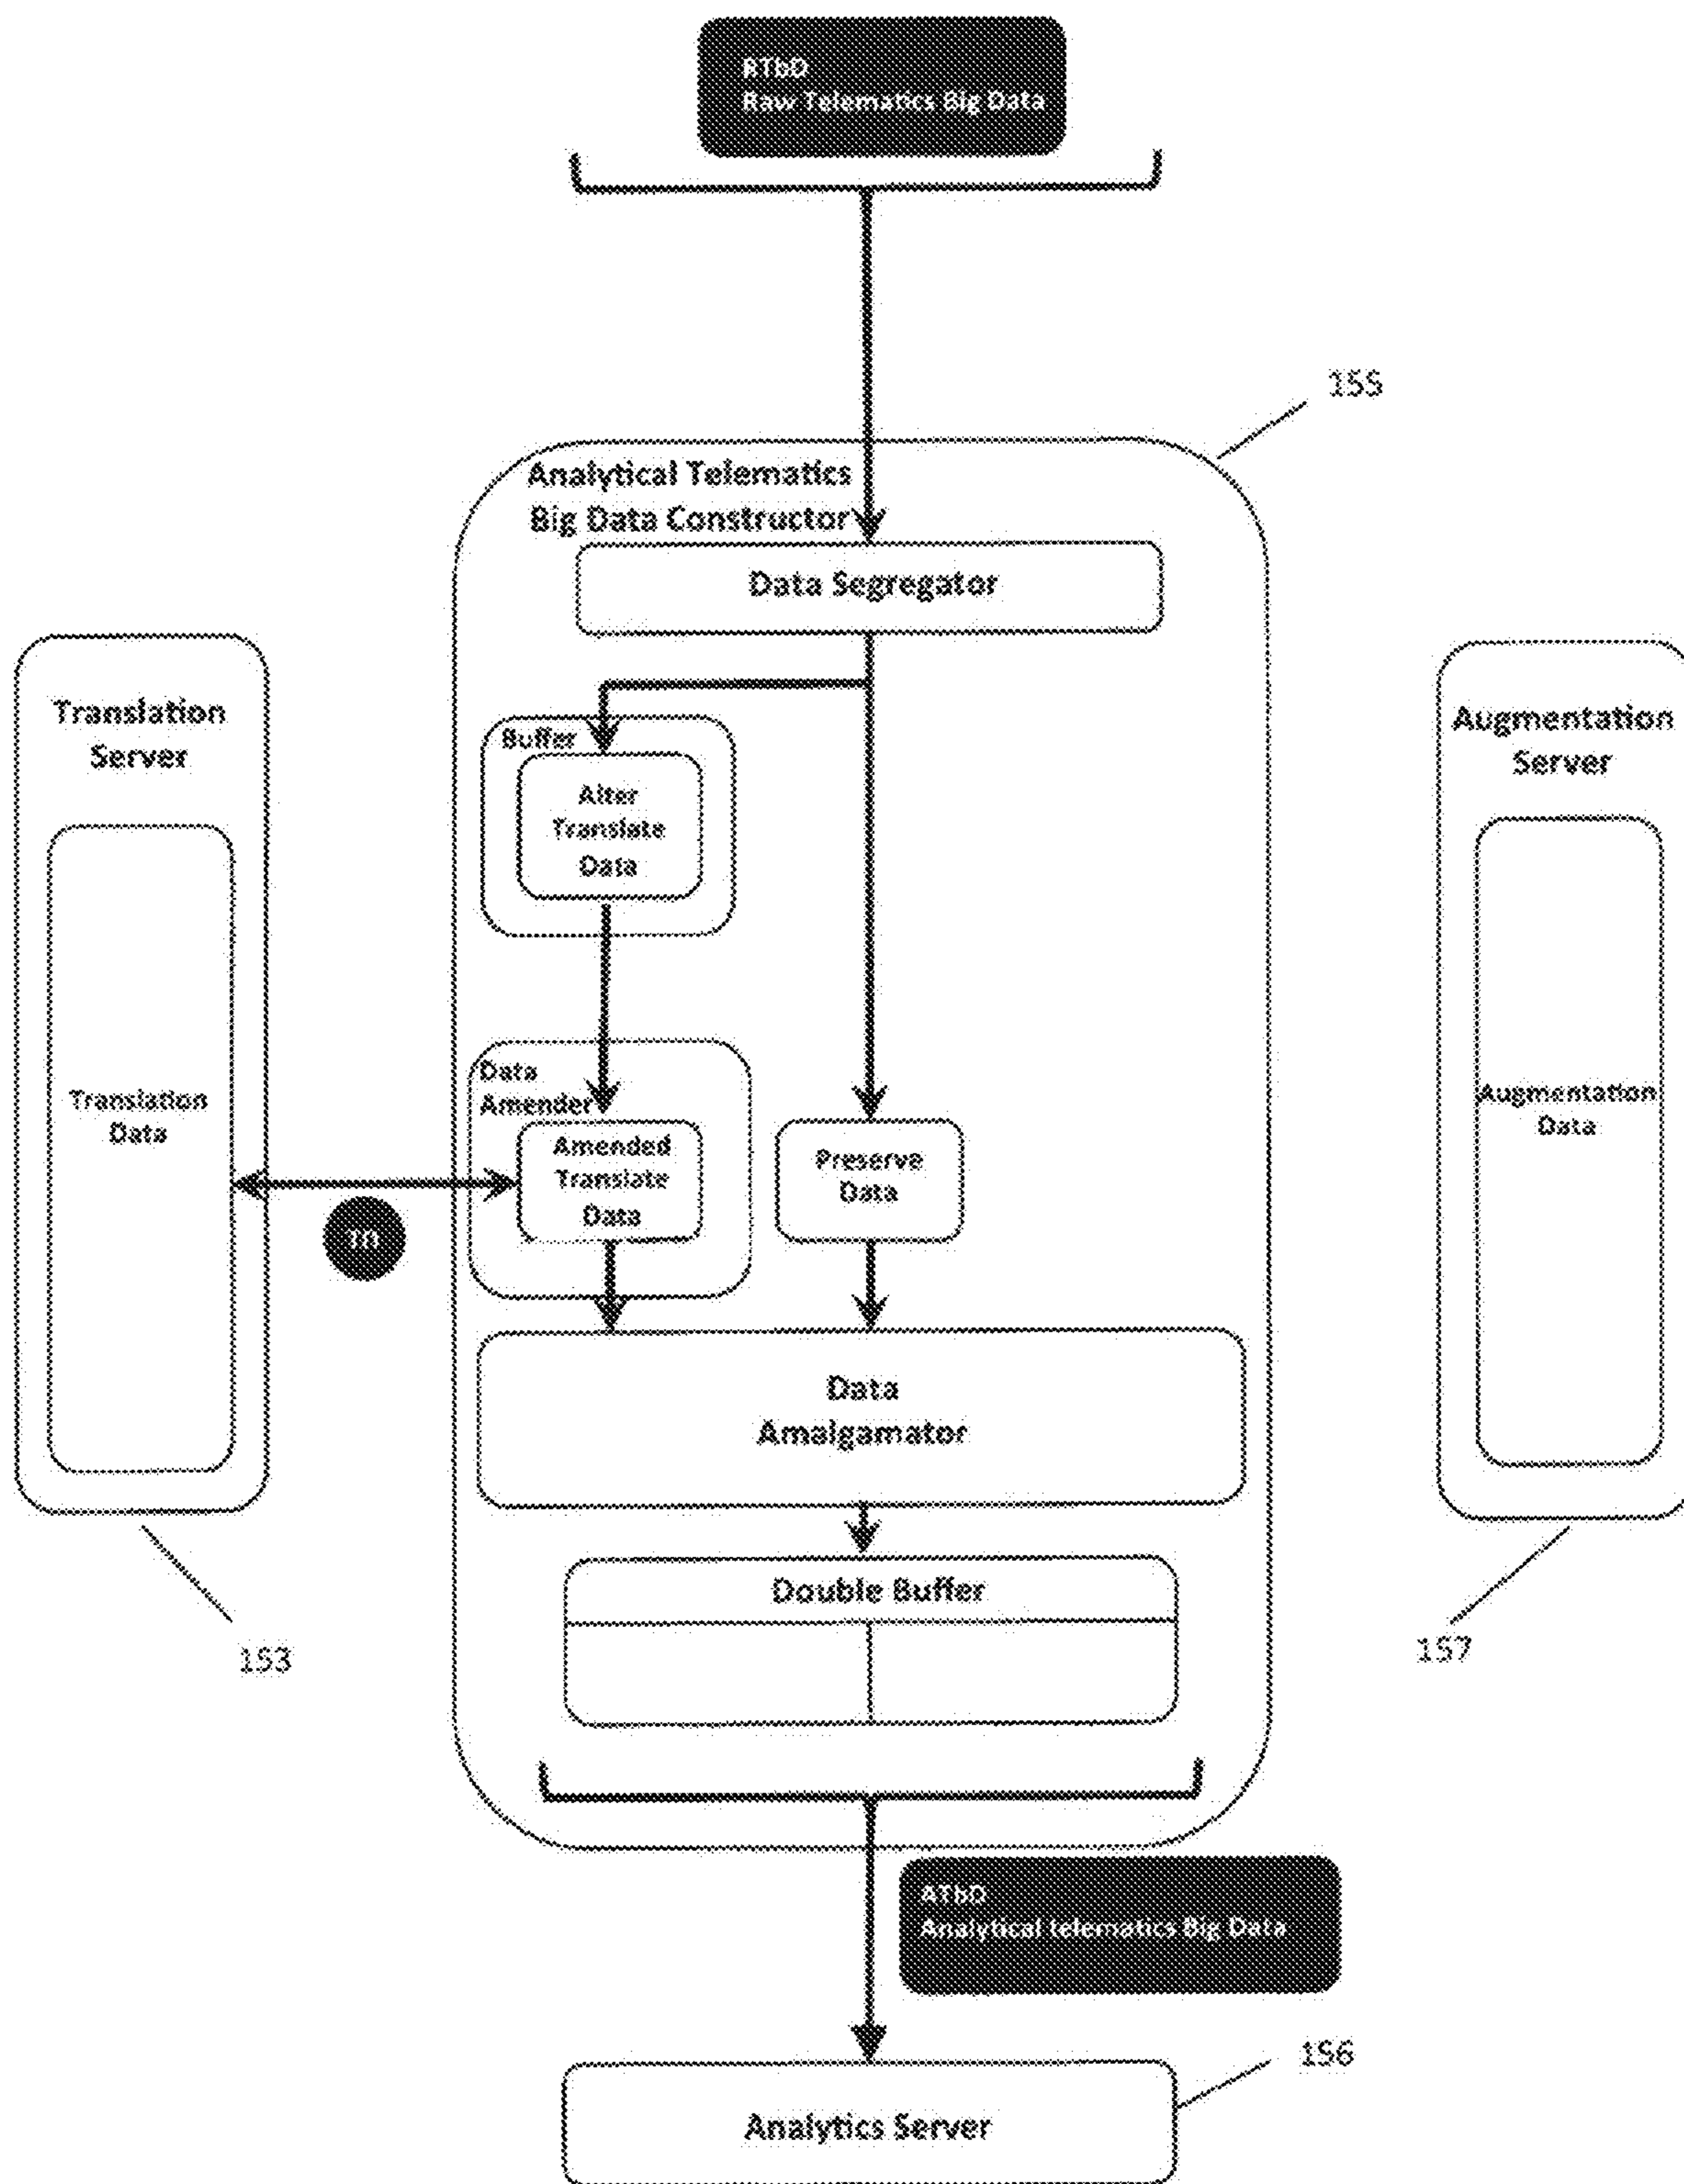 RTbD
Raw Telematics Big Data
155
Analytical Telematics
Big Data Constructor
Data Segregator
Translation
Server
Augmentation
Server
Buffer
Alter
Translate
Data
Data
Amender
Translation
Data
Amended
Translate
Data
Preserve
Data
Augmentation
Data
m
Data
Amalgamator
Double Buffer
153
157
ATbD
Analytical telematics Big Data
156
Analytics Server